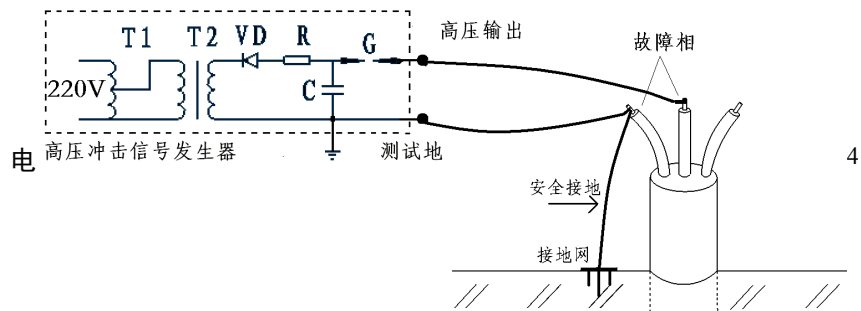 T1 T2 VD R G
高压输出
故障相
220V
C
电
高压冲击信号发生器
测试地
4
安全接地
接地网